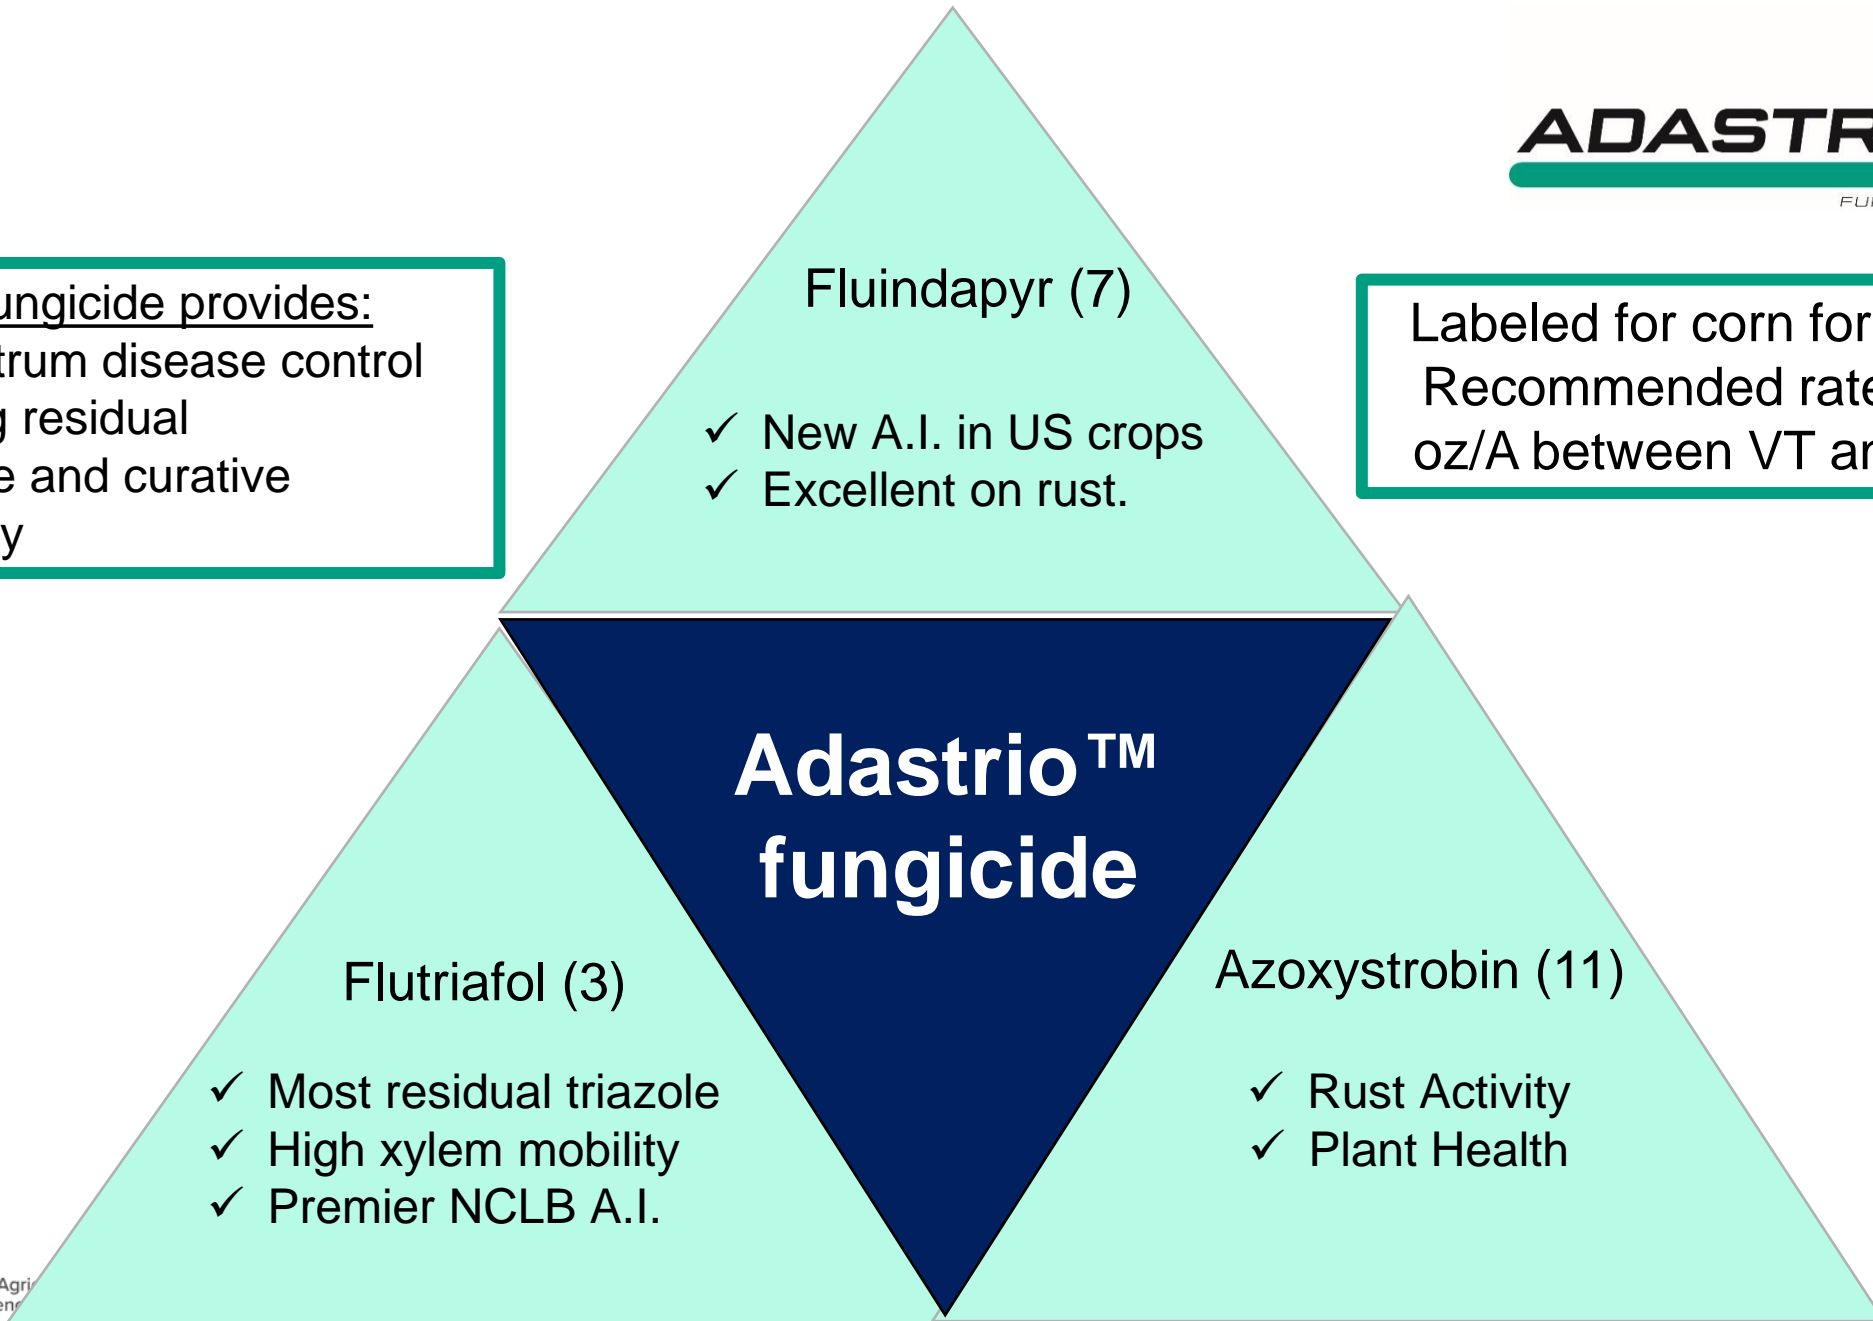 ADASTR
Fluindapyr (7)
✓ New A.I. in US crops
✓ Excellent on rust.
ungicide provides:
trum disease control
g residual
e and curative
y
Labeled for corn for
Recommended rate
oz/A between VT an
Adastrio™
fungicide
Flutriafol (3)
✓ Most residual triazole
✓ High xylem mobility
✓ Premier NCLB A.I.
Azoxystrobin (11)
✓ Rust Activity
✓ Plant Health
Agri